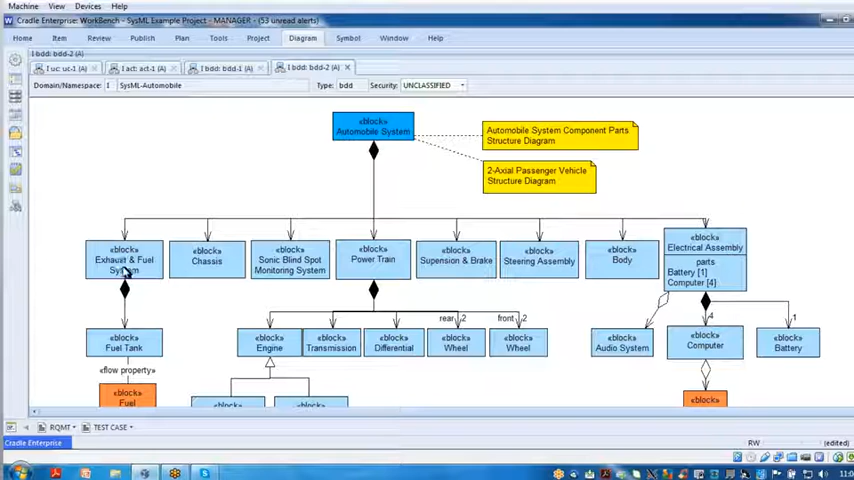 Machine View Devices Help
Cradle Enterprise: WorkBench - SysML Example Project - MANAGER - (53 unread alerts)
Home Item Review Publish Plan Tools Project Diagram Symbol Window Help
I bdd: bdd-2 (A)
I uc: uc-1 (A) I act: act-1 (A) I bdd: bdd-1 (A) I bdd: bdd-2 (A)
Domain/Namespace: I SysML-Automobile Type: bdd Security: UNCLASSIFIED
«block»
Automobile System
Automobile System Component Parts
Structure Diagram
2-Axial Passenger Vehicle
Structure Diagram
«block»
Exhaust & Fuel
System
«block»
Chassis
«block»
Sonic Blind Spot
Monitoring System
«block»
Power Train
«block»
Supension & Brake
«block»
Steering Assembly
«block»
Body
«block»
Electrical Assembly
parts
Battery [1]
Computer [4]
rear 2 front 2
4 1
«block»
Fuel Tank
«block»
Engine
«block»
Transmission
«block»
Differential
«block»
Wheel
«block»
Wheel
«block»
Audio System
«block»
Computer
«block»
Battery
«flow property»
«block»
Fuel
«block»
«block»
«block»
RQMT TEST CASE
Cradle Enterprise RW (edited)